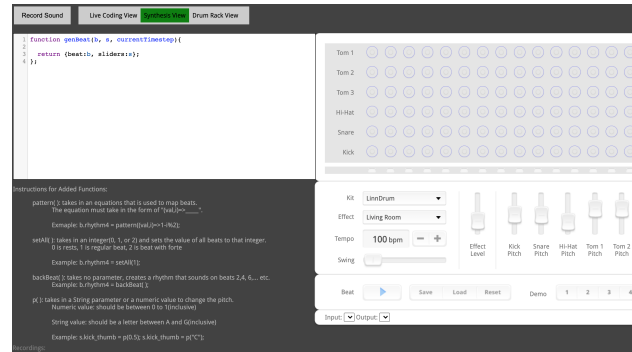 Record Sound
Live Coding View
Synthesis View
Drum Rack View
1 function genBeat(b, s, currentTimestep){
2
3 return {beat:b, sliders:s};
4 };
Instructions for Added Functions:
pattern( ): takes in an equations that is used to map beats.
The equation must take in the form of "(val,i)=>_____".
Exmaple: b.rhythm4 = pattern((val,i)=>1-i%2);
setAll( ): takes in an integer(0, 1, or 2) and sets the value of all beats to that integer.
0 is rests, 1 is regular beat, 2 is beat with forte
Example: b.rhythm4 = setAll(1);
backBeat( ): takes no parameter, creates a rhythm that sounds on beats 2,4, 6,... etc.
Example: b.rhythm4 = backBeat( );
p( ): takes in a String parameter or a numeric value to change the pitch.
Numeric value: should be between 0 to 1(inclusive)
String value: should be a letter between A and G(inclusive)
Example: s.kick_thumb = p(0.5); s.kick_thumb = p("C");
Recordings:
Tom 1
Tom 2
Tom 3
Hi-Hat
Snare
Kick
Kit LinnDrum
Effect Living Room
Tempo 100 bpm − +
Swing
Effect Level
Kick Pitch
Snare Pitch
Hi-Hat Pitch
Tom 1 Pitch
Tom 2 Pitch
Beat Save Load Reset Demo 1 2 3 4
Input: Output: